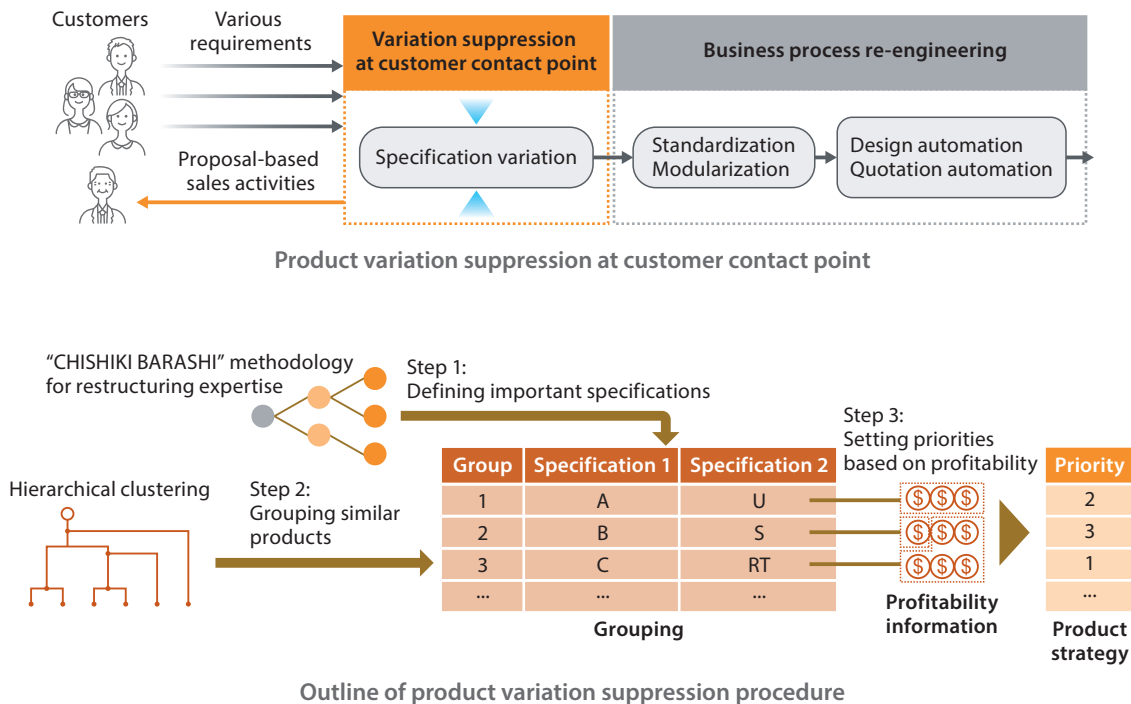 Customers
Various
requirements
Variation suppression
at customer contact point
Business process re-engineering
Specification variation
Standardization
Modularization
Design automation
Quotation automation
Proposal-based
sales activities
Product variation suppression at customer contact point
“CHISHIKI BARASHI” methodology
for restructuring expertise
Step 1:
Defining important specifications
Step 3:
Setting priorities
based on profitability
Hierarchical clustering
Step 2:
Grouping similar
products
Group Specification 1 Specification 2
1 A U
2 B S
3 C RT
... ... ...
Grouping
$ $ $
$ $ $
$ $ $
Profitability
information
Priority
2
3
1
...
Product
strategy
Outline of product variation suppression procedure